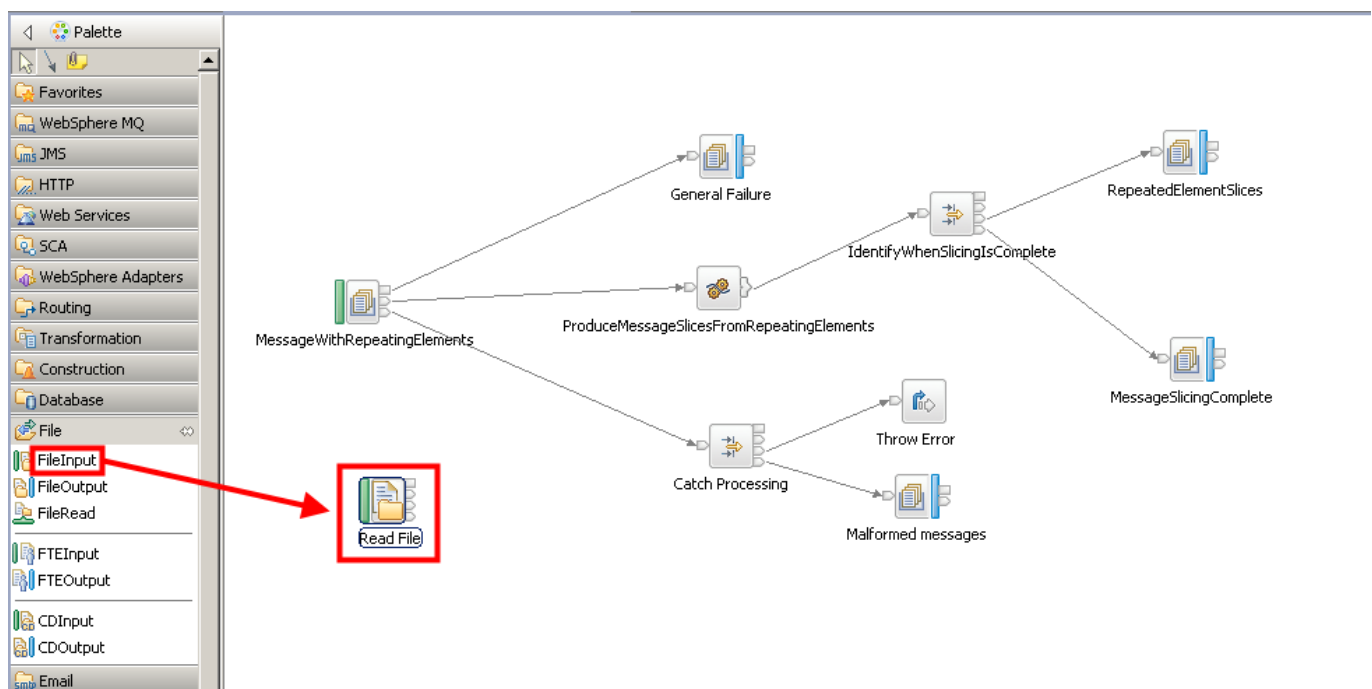 Palette
Favorites
WebSphere MQ
JMS
HTTP
Web Services
SCA
WebSphere Adapters
Routing
Transformation
Construction
Database
File
FileInput
FileOutput
FileRead
FTEInput
FTEOutput
CDInput
CDOutput
Email
General Failure
RepeatedElementSlices
IdentifyWhenSlicingIsComplete
ProduceMessageSlicesFromRepeatingElements
MessageWithRepeatingElements
MessageSlicingComplete
Throw Error
Catch Processing
Read File
Malformed messages